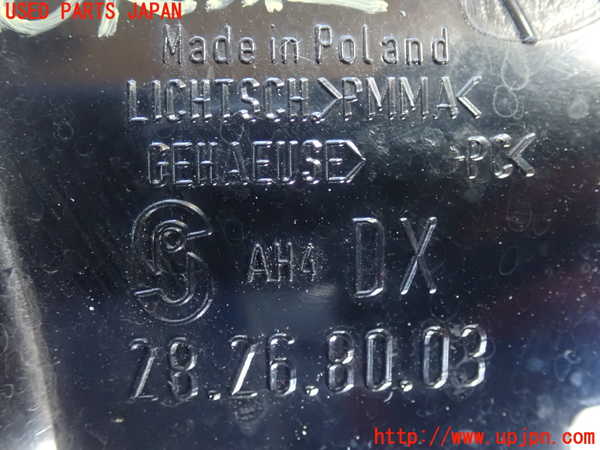 USED PARTS JAPAN
Made in Poland
LICHTSCH.>PMMA<
GEHAEUSE> PC<
AH4 DX
28.26.80.03
http://www.upjpn.com